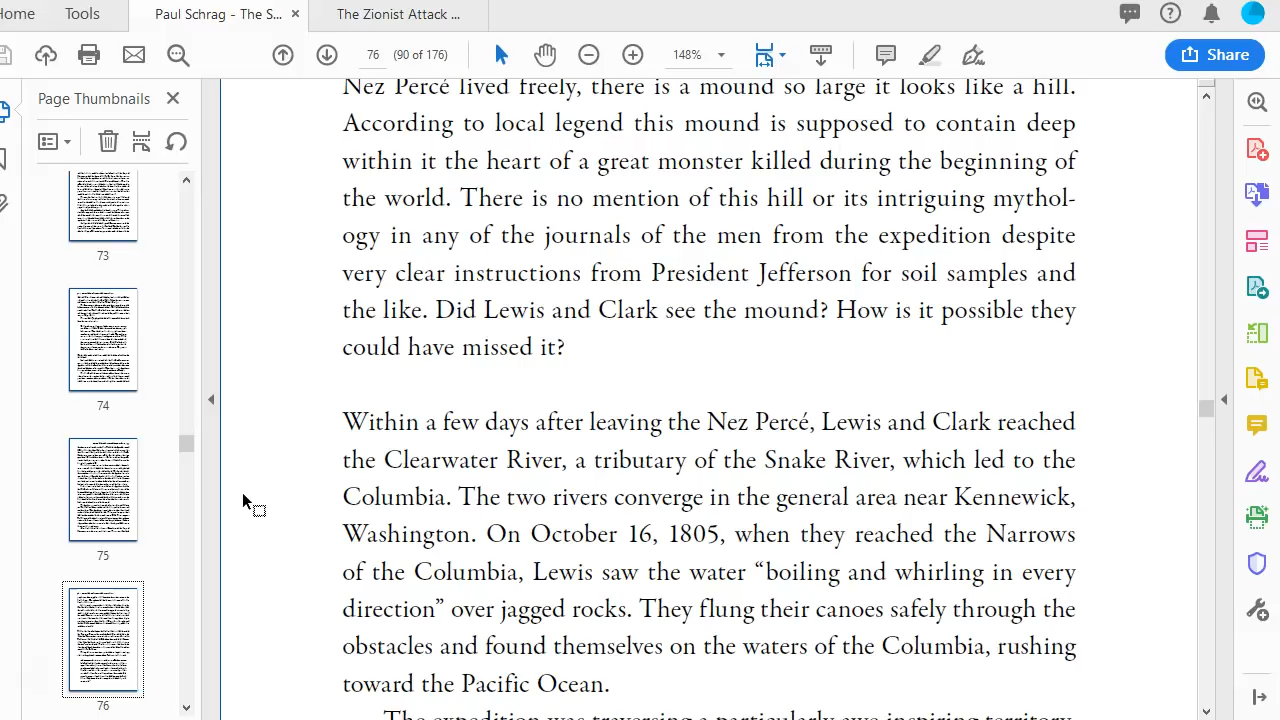 Home
Tools
Paul Schrag - The S... ×
The Zionist Attack ...
76 (90 of 176)
148%
Share
Page Thumbnails
73
74
75
76
Nez Percé lived freely, there is a mound so large it looks like a hill.
According to local legend this mound is supposed to contain deep
within it the heart of a great monster killed during the beginning of
the world. There is no mention of this hill or its intriguing mythol-
ogy in any of the journals of the men from the expedition despite
very clear instructions from President Jefferson for soil samples and
the like. Did Lewis and Clark see the mound? How is it possible they
could have missed it?
Within a few days after leaving the Nez Percé, Lewis and Clark reached
the Clearwater River, a tributary of the Snake River, which led to the
Columbia. The two rivers converge in the general area near Kennewick,
Washington. On October 16, 1805, when they reached the Narrows
of the Columbia, Lewis saw the water “boiling and whirling in every
direction” over jagged rocks. They flung their canoes safely through the
obstacles and found themselves on the waters of the Columbia, rushing
toward the Pacific Ocean.
The expedition was traversing a particularly awe-inspiring territory,